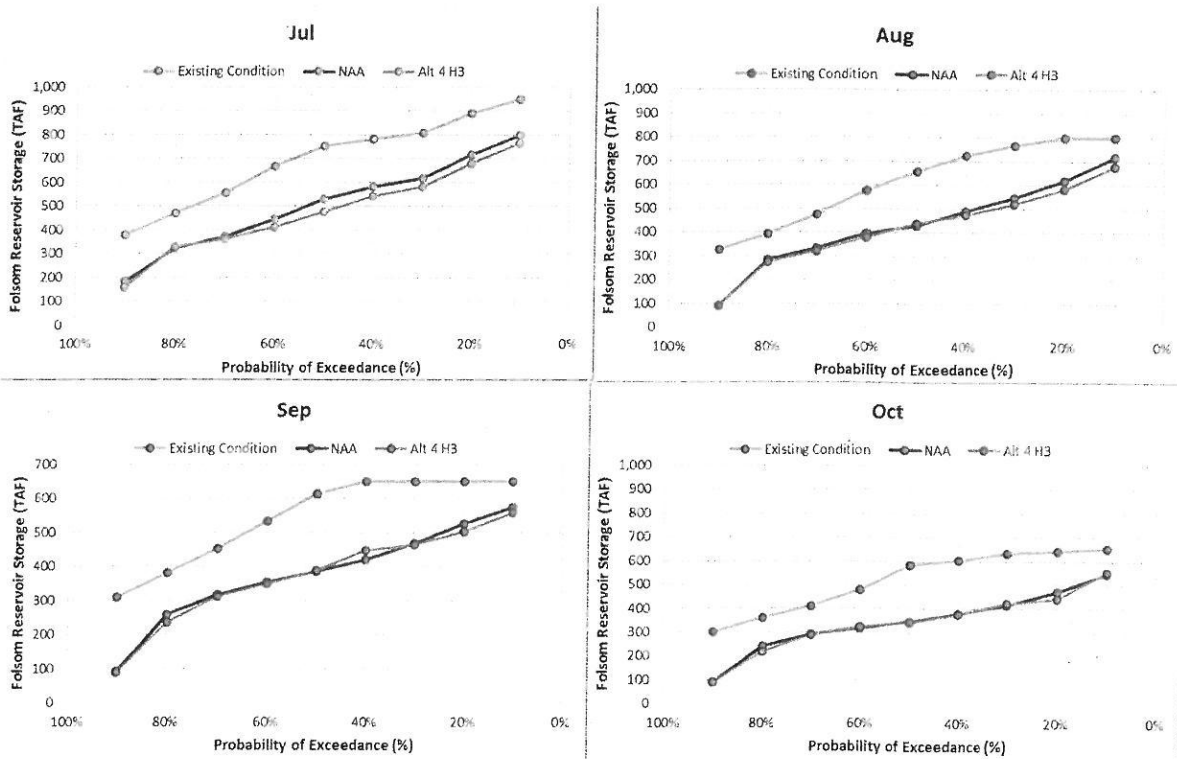 Jul
Existing Condition NAA Alt 4 H3
Folsom Reservoir Storage (TAF)
1,000
900
800
700
600
500
400
300
200
100
0
100% 80% 60% 40% 20% 0%
Probability of Exceedance (%)
Aug
Existing Condition NAA Alt 4 H3
Folsom Reservoir Storage (TAF)
1,000
900
800
700
600
500
400
300
200
100
0
100% 80% 60% 40% 20% 0%
Probability of Exceedance (%)
Sep
Existing Condition NAA Alt 4 H3
Folsom Reservoir Storage (TAF)
700
600
500
400
300
200
100
0
100% 80% 60% 40% 20% 0%
Probability of Exceedance (%)
Oct
Existing Condition NAA Alt 4 H3
Folsom Reservoir Storage (TAF)
1,000
900
800
700
600
500
400
300
200
100
0
100% 80% 60% 40% 20% 0%
Probability of Exceedance (%)